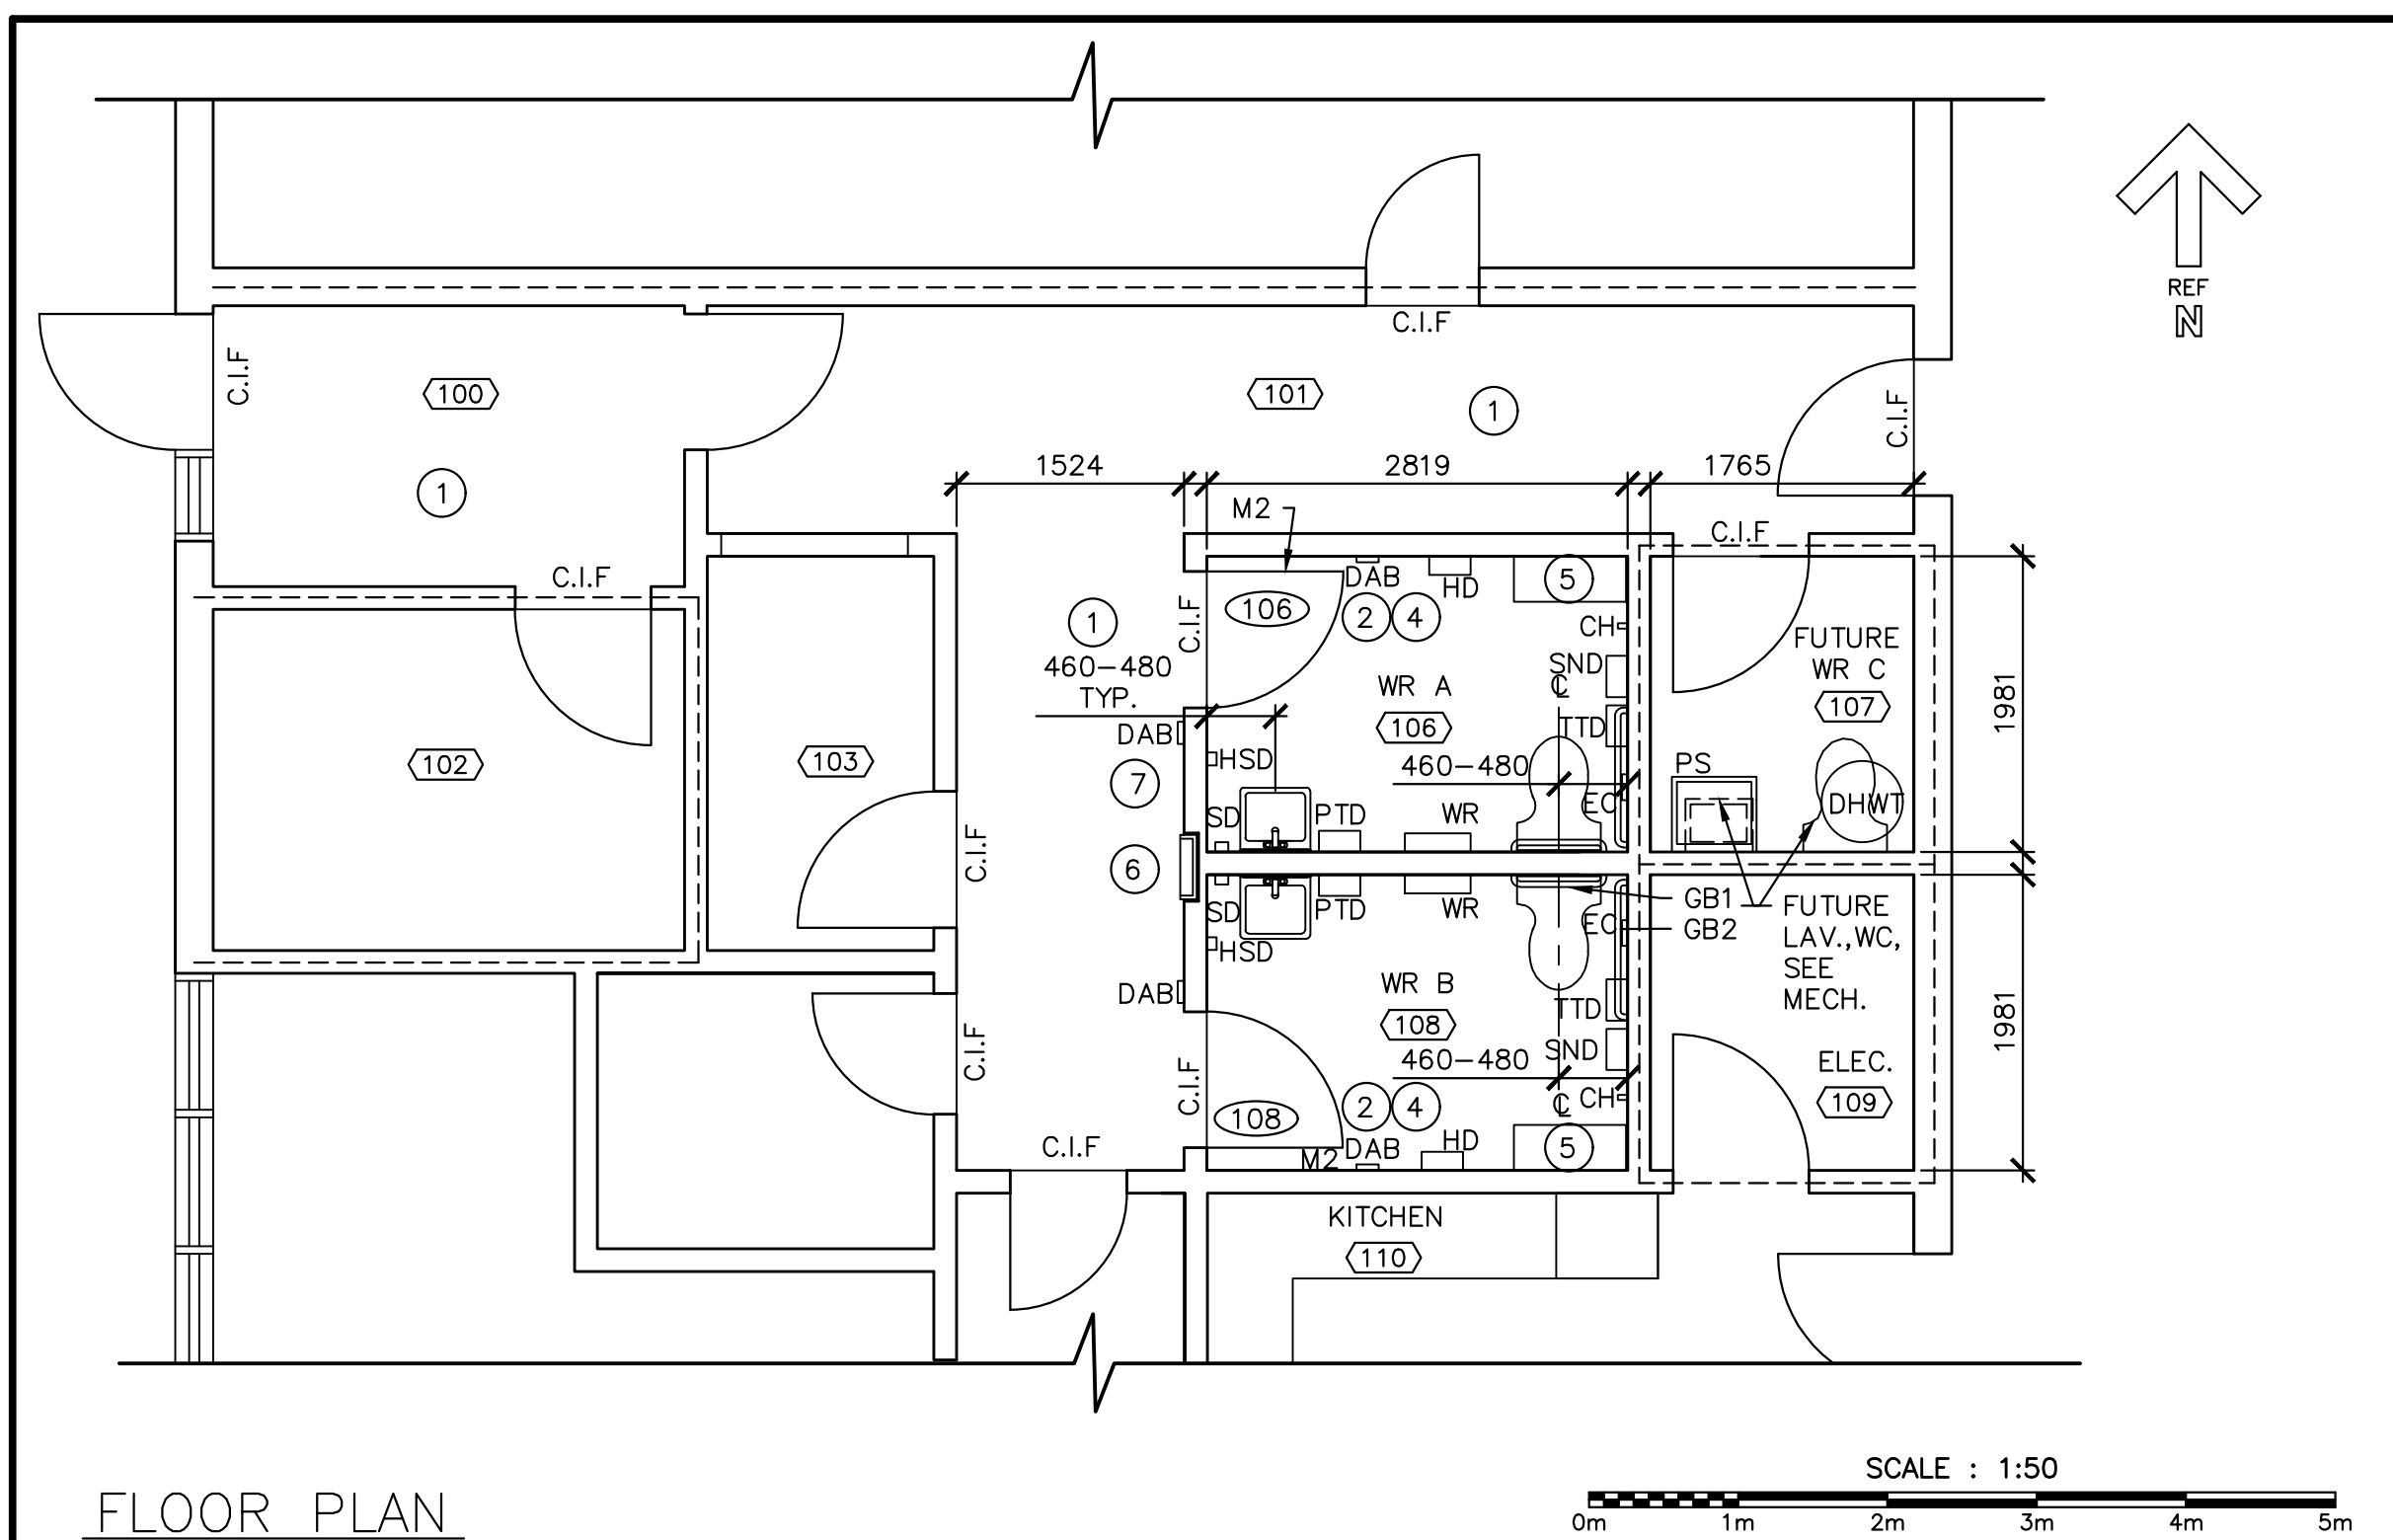 REF
N
C.I.F
C.I.F
100
101
1
C.I.F
1
1524
2819
1765
M2
C.I.F
C.I.F
DAB
HD
5
106
2
4
1
C.I.F
CH
FUTURE
WR C
460-480
TYP.
SND
WR A
℄
107
1981
106
TTD
DAB
HSD
102
103
460-480
PS
7
EC
DHWT
SD
PTD
WR
C.I.F
6
SD
PTD
WR
GB1
FUTURE
EC
GB2
LAV.,WC,
HSD
SEE
DAB
WR B
MECH.
TTD
108
1981
C.I.F
SND
460-480
ELEC.
C.I.F
CH
℄
109
108
2
4
C.I.F
M2
DAB
HD
5
KITCHEN
110
SCALE : 1:50
FLOOR PLAN
0m 1m 2m 3m 4m 5m